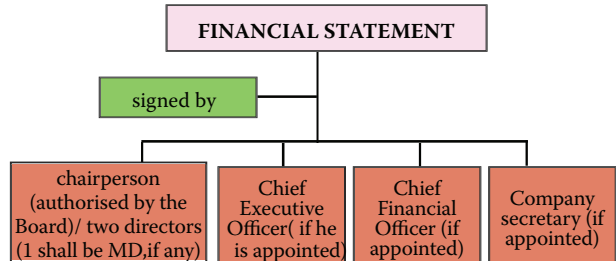 FINANCIAL STATEMENT
signed by
chairperson
(authorised by the
Board)/ two directors
(1 shall be MD,if any)
Chief
Executive
Officer( if he
is appointed)
Chief
Financial
Officer (if
appointed)
Company
secretary (if
appointed)